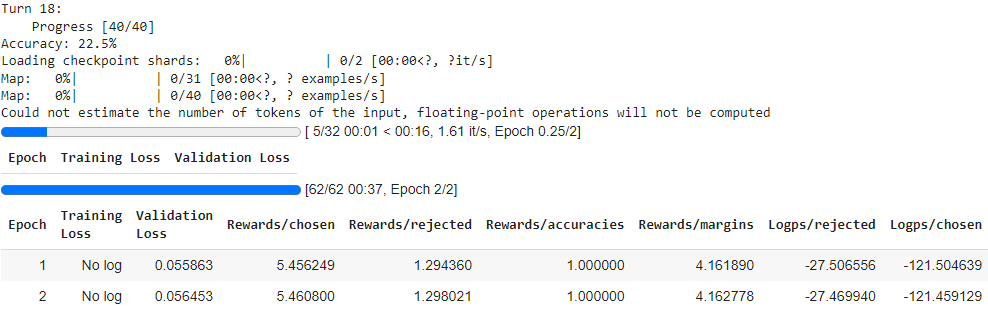 Turn 18:
Progress [40/40]
Accuracy: 22.5%
Loading checkpoint shards:   0%|          | 0/2 [00:00<?, ?it/s]
Map:   0%|          | 0/31 [00:00<?, ? examples/s]
Map:   0%|          | 0/40 [00:00<?, ? examples/s]
Could not estimate the number of tokens of the input, floating-point operations will not be computed
[ 5/32 00:01 < 00:16, 1.61 it/s, Epoch 0.25/2]
Epoch Training Loss Validation Loss
[62/62 00:37, Epoch 2/2]
Epoch Training Loss Validation Loss Rewards/chosen Rewards/rejected Rewards/accuracies Rewards/margins Logps/rejected Logps/chosen
1 No log 0.055863 5.456249 1.294360 1.000000 4.161890 -27.506556 -121.504639
2 No log 0.056453 5.460800 1.298021 1.000000 4.162778 -27.469940 -121.459129